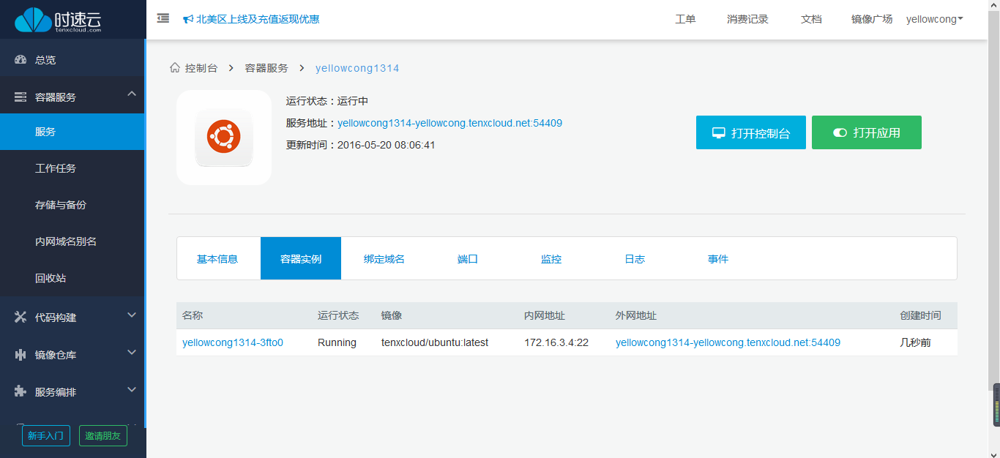 时速云
tenxcloud.com
北美区上线及充值返现优惠
工单 消费记录 文档 镜像广场 yellowcong
总览
容器服务
服务
工作任务
存储与备份
内网域名别名
回收站
代码构建
镜像仓库
服务编排
新手入门 邀请朋友
控制台 > 容器服务 > yellowcong1314
运行状态：运行中
服务地址：yellowcong1314-yellowcong.tenxcloud.net:54409
更新时间：2016-05-20 08:06:41
打开控制台 打开应用
基本信息 容器实例 绑定域名 端口 监控 日志 事件
名称 运行状态 镜像 内网地址 外网地址 创建时间
yellowcong1314-3fto0 Running tenxcloud/ubuntu:latest 172.16.3.4:22 yellowcong1314-yellowcong.tenxcloud.net:54409 几秒前